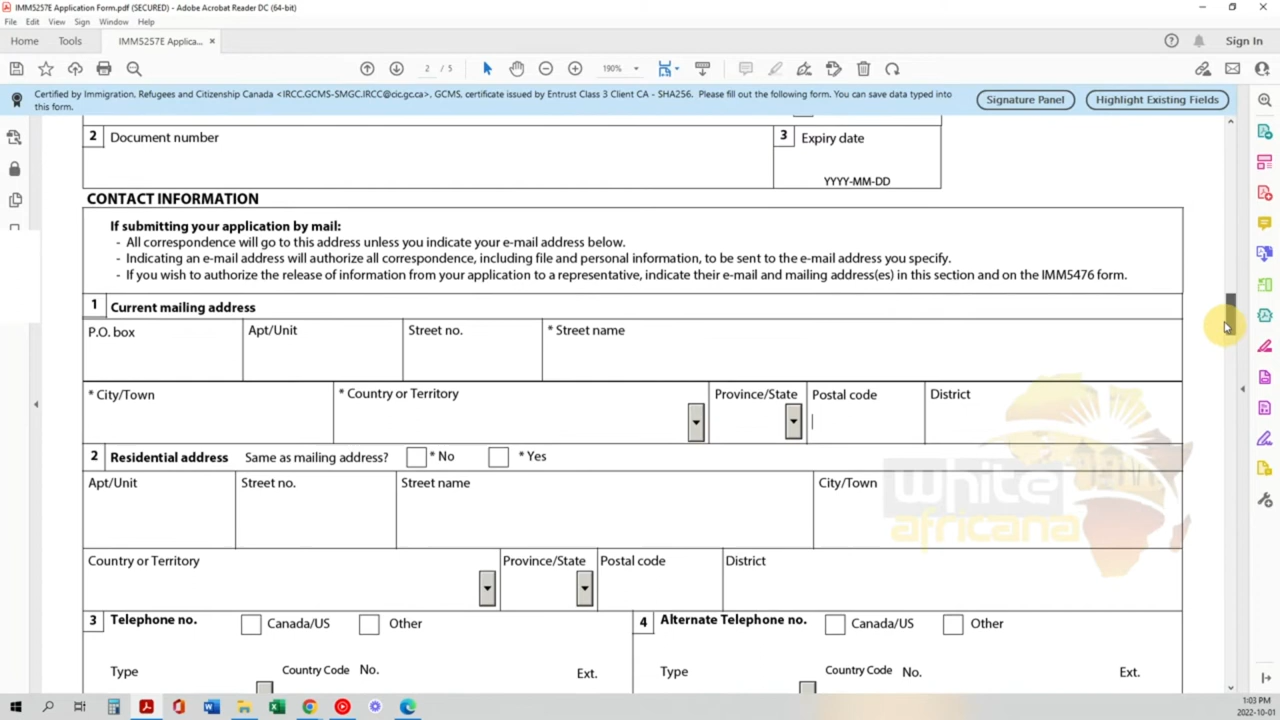 IMM5257E Application Form.pdf (SECURED) - Adobe Acrobat Reader DC (64-bit)
File Edit View Sign Window Help
Home Tools IMM5257E Applica... × Sign In
2 / 5 190%
Certified by Immigration, Refugees and Citizenship Canada <IRCC.GCMS-SMGC.IRCC@cic.gc.ca>, GCMS, certificate issued by Entrust Class 3 Client CA - SHA256. Please fill out the following form. You can save data typed into
this form.
Signature Panel Highlight Existing Fields
2 Document number 3 Expiry date
YYYY-MM-DD
CONTACT INFORMATION
If submitting your application by mail:
- All correspondence will go to this address unless you indicate your e-mail address below.
- Indicating an e-mail address will authorize all correspondence, including file and personal information, to be sent to the e-mail address you specify.
- If you wish to authorize the release of information from your application to a representative, indicate their e-mail and mailing address(es) in this section and on the IMM5476 form.
1 Current mailing address
P.O. box Apt/Unit Street no. * Street name
* City/Town * Country or Territory Province/State Postal code District
2 Residential address Same as mailing address? * No * Yes
Apt/Unit Street no. Street name City/Town
white
africana
Country or Territory Province/State Postal code District
3 Telephone no. Canada/US Other 4 Alternate Telephone no. Canada/US Other
Type Country Code No. Ext. Type Country Code No. Ext.
1:03 PM
2022-10-01